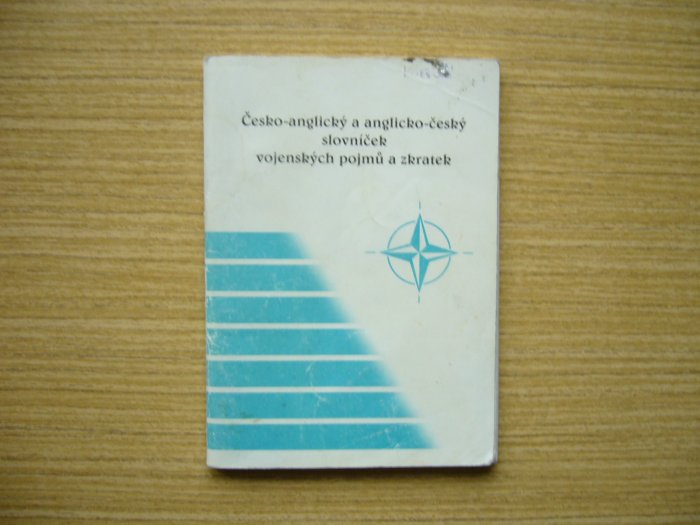 Česko-anglický a anglicko-český
slovníček
vojenských pojmů a zkratek